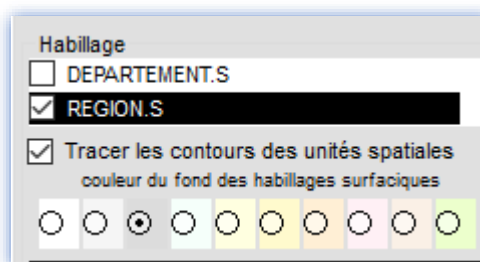 Habillage
DEPARTEMENT.S
REGION.S
Tracer les contours des unités spatiales
couleur du fond des habillages surfaciques